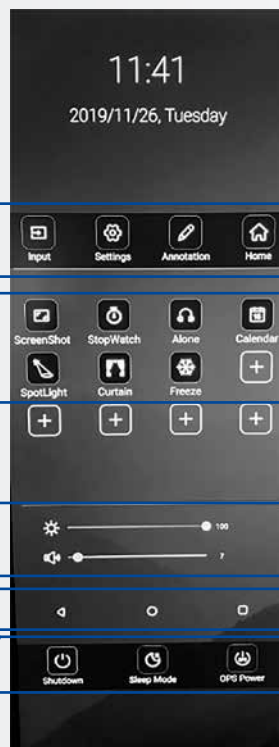 11:41
2019/11/26, Tuesday
Input Settings Annotation Home
ScreenShot StopWatch Alone Calendar
SpotLight Curtain Freeze
100
7
Shutdown Sleep Mode OPS Power